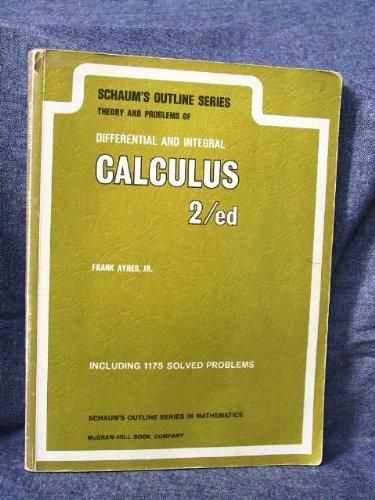 SCHAUM'S OUTLINE SERIES
THEORY AND PROBLEMS OF
DIFFERENTIAL AND INTEGRAL
CALCULUS
2/ed
FRANK AYRES, JR.
INCLUDING 1175 SOLVED PROBLEMS
SCHAUM'S OUTLINE SERIES IN MATHEMATICS
McGRAW-HILL BOOK COMPANY